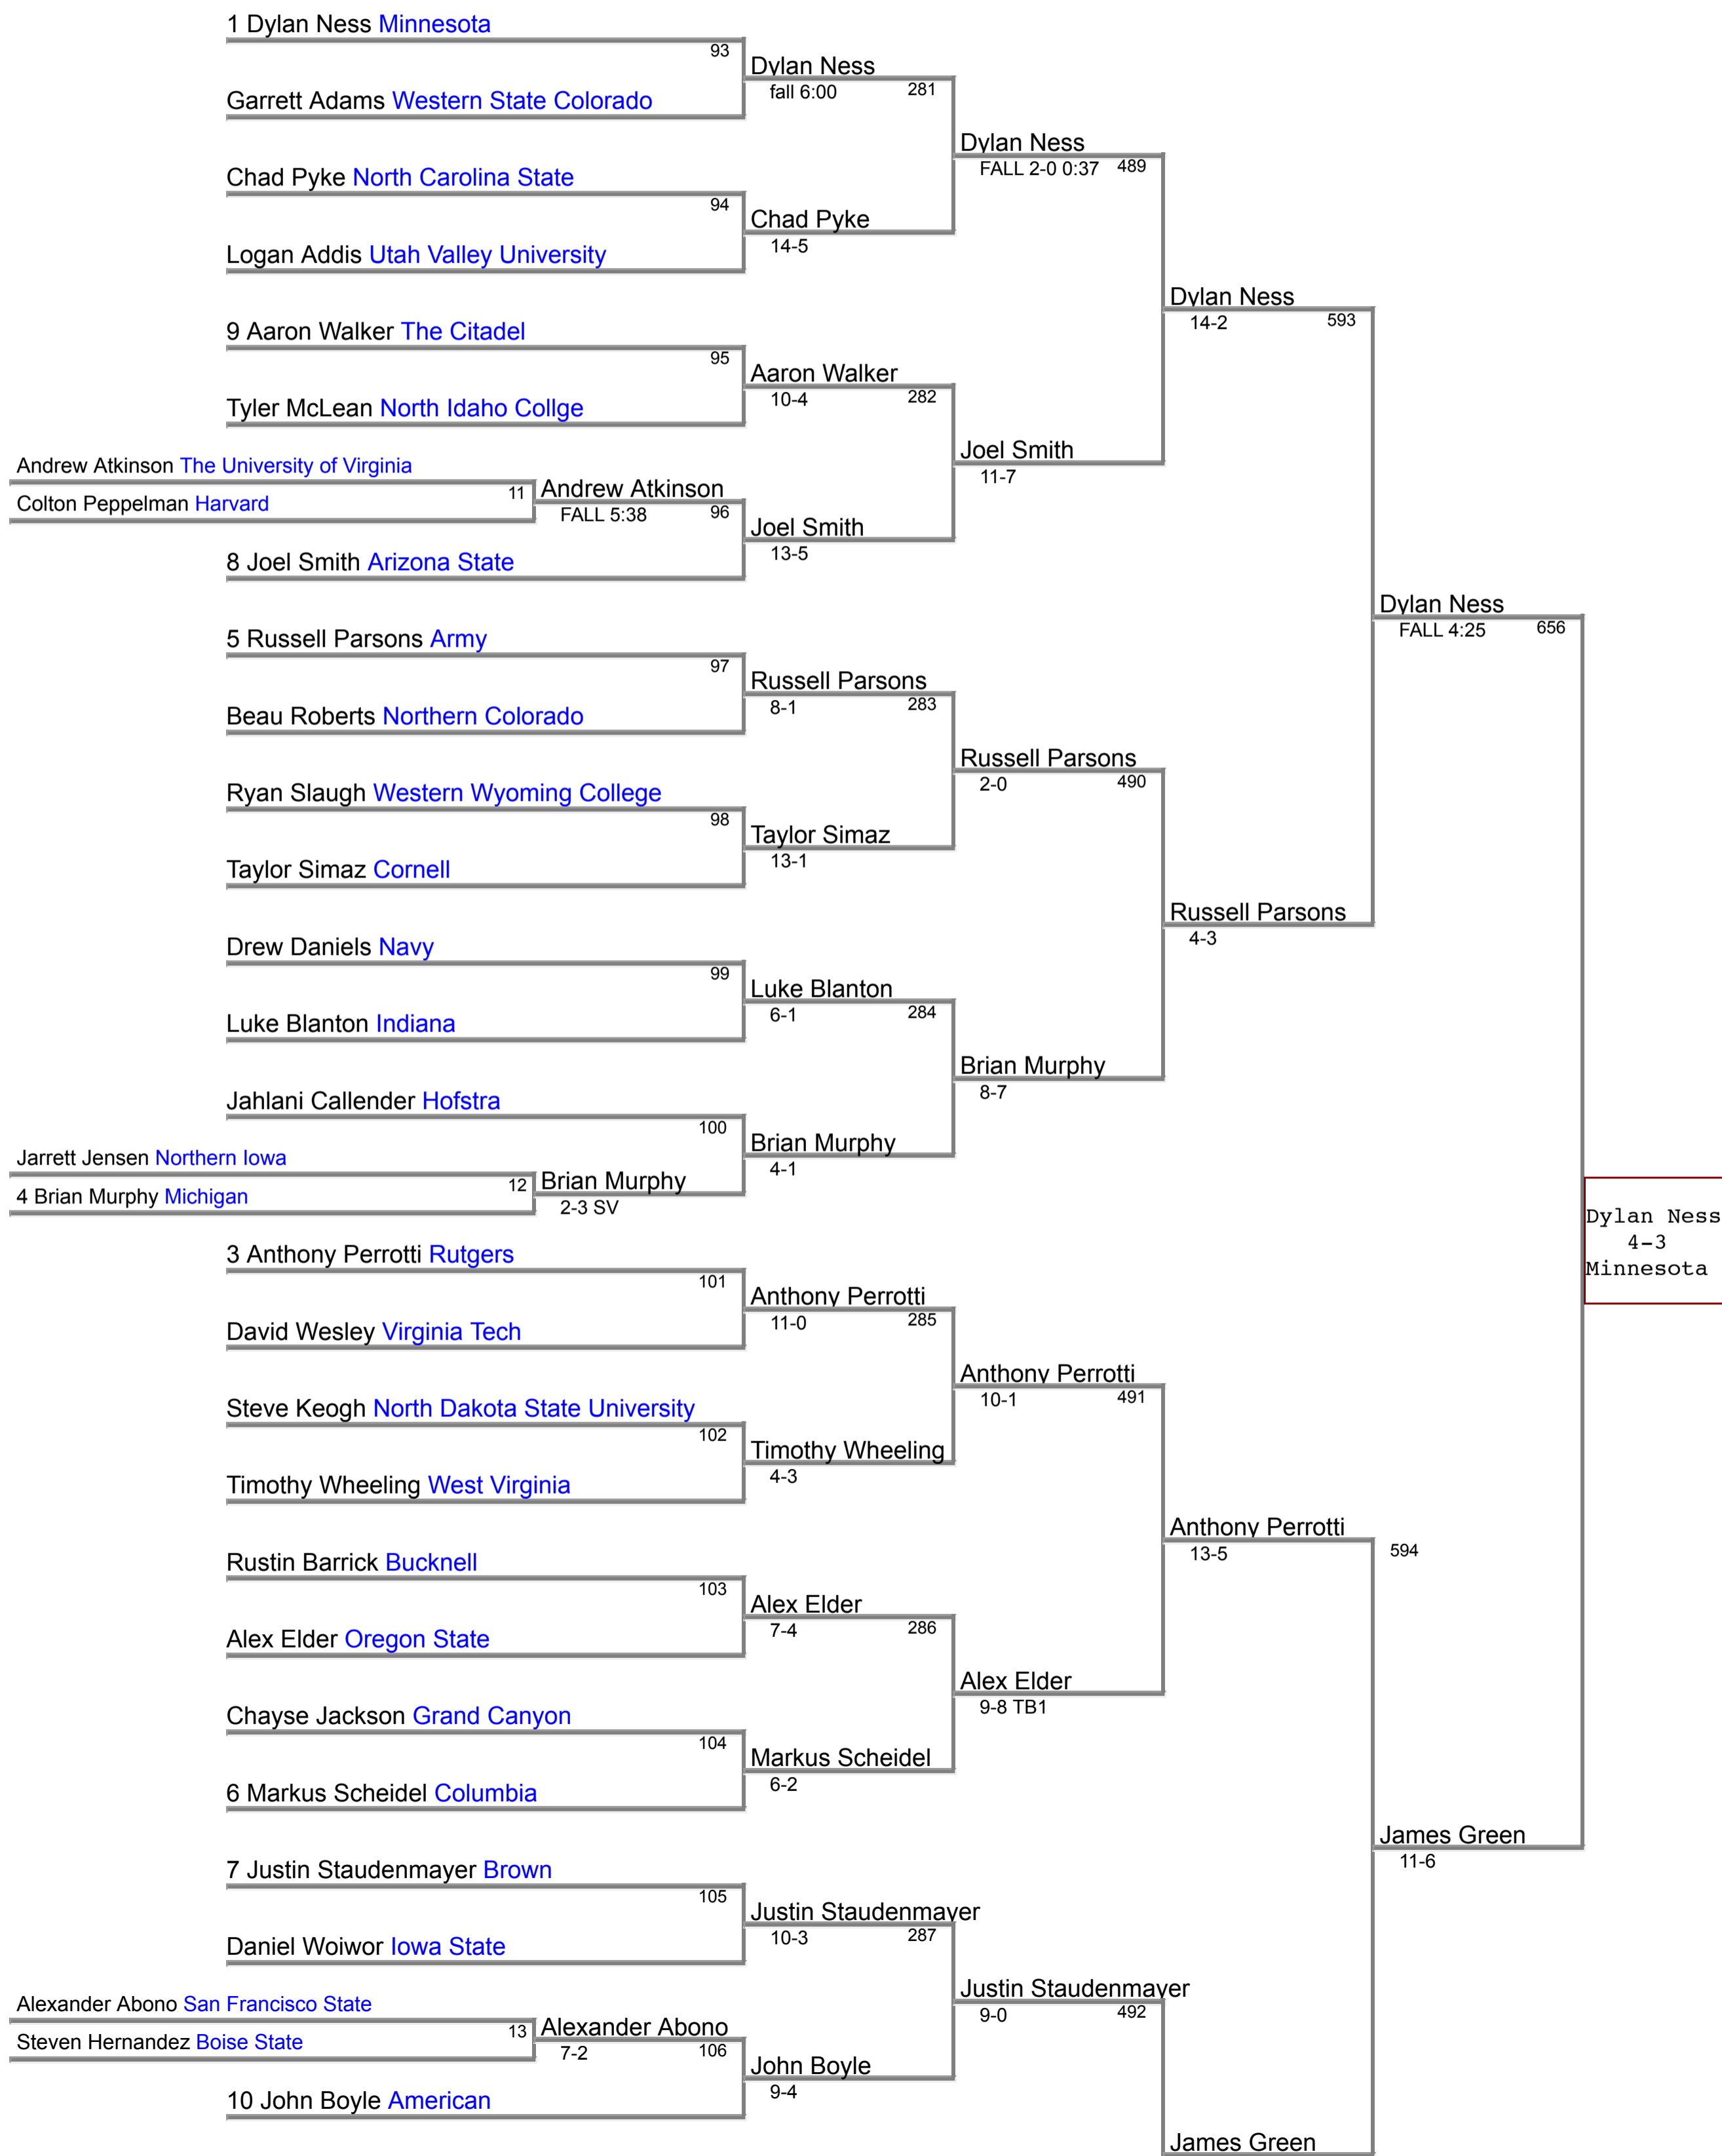 1 Dylan Ness Minnesota
93
Dylan Ness
fall 6:00 281
Garrett Adams Western State Colorado
Dylan Ness
FALL 2-0 0:37 489
Chad Pyke North Carolina State
94
Chad Pyke
14-5
Logan Addis Utah Valley University
Dylan Ness
14-2 593
9 Aaron Walker The Citadel
95
Aaron Walker
10-4 282
Tyler McLean North Idaho Collge
Joel Smith
11-7
Andrew Atkinson The University of Virginia
11 Andrew Atkinson
Colton Peppelman Harvard
FALL 5:38 96
Joel Smith
13-5
8 Joel Smith Arizona State
Dylan Ness
FALL 4:25 656
5 Russell Parsons Army
97
Russell Parsons
8-1 283
Beau Roberts Northern Colorado
Russell Parsons
2-0 490
Ryan Slaugh Western Wyoming College
98
Taylor Simaz
13-1
Taylor Simaz Cornell
Russell Parsons
4-3
Drew Daniels Navy
99
Luke Blanton
6-1 284
Luke Blanton Indiana
Brian Murphy
8-7
Jahlani Callender Hofstra
100
Brian Murphy
4-1
Jarrett Jensen Northern Iowa
12 Brian Murphy
4 Brian Murphy Michigan
2-3 SV
Dylan Ness
4-3
Minnesota
3 Anthony Perrotti Rutgers
101
Anthony Perrotti
11-0 285
David Wesley Virginia Tech
Anthony Perrotti
10-1 491
Steve Keogh North Dakota State University
102
Timothy Wheeling
4-3
Timothy Wheeling West Virginia
Anthony Perrotti
13-5 594
Rustin Barrick Bucknell
103
Alex Elder
7-4 286
Alex Elder Oregon State
Alex Elder
9-8 TB1
Chayse Jackson Grand Canyon
104
Markus Scheidel
6-2
6 Markus Scheidel Columbia
James Green
11-6
7 Justin Staudenmayer Brown
105
Justin Staudenmayer
10-3 287
Daniel Woiwor Iowa State
Justin Staudenmayer
9-0 492
Alexander Abono San Francisco State
13 Alexander Abono
Steven Hernandez Boise State
7-2 106
John Boyle
9-4
10 John Boyle American
James Green